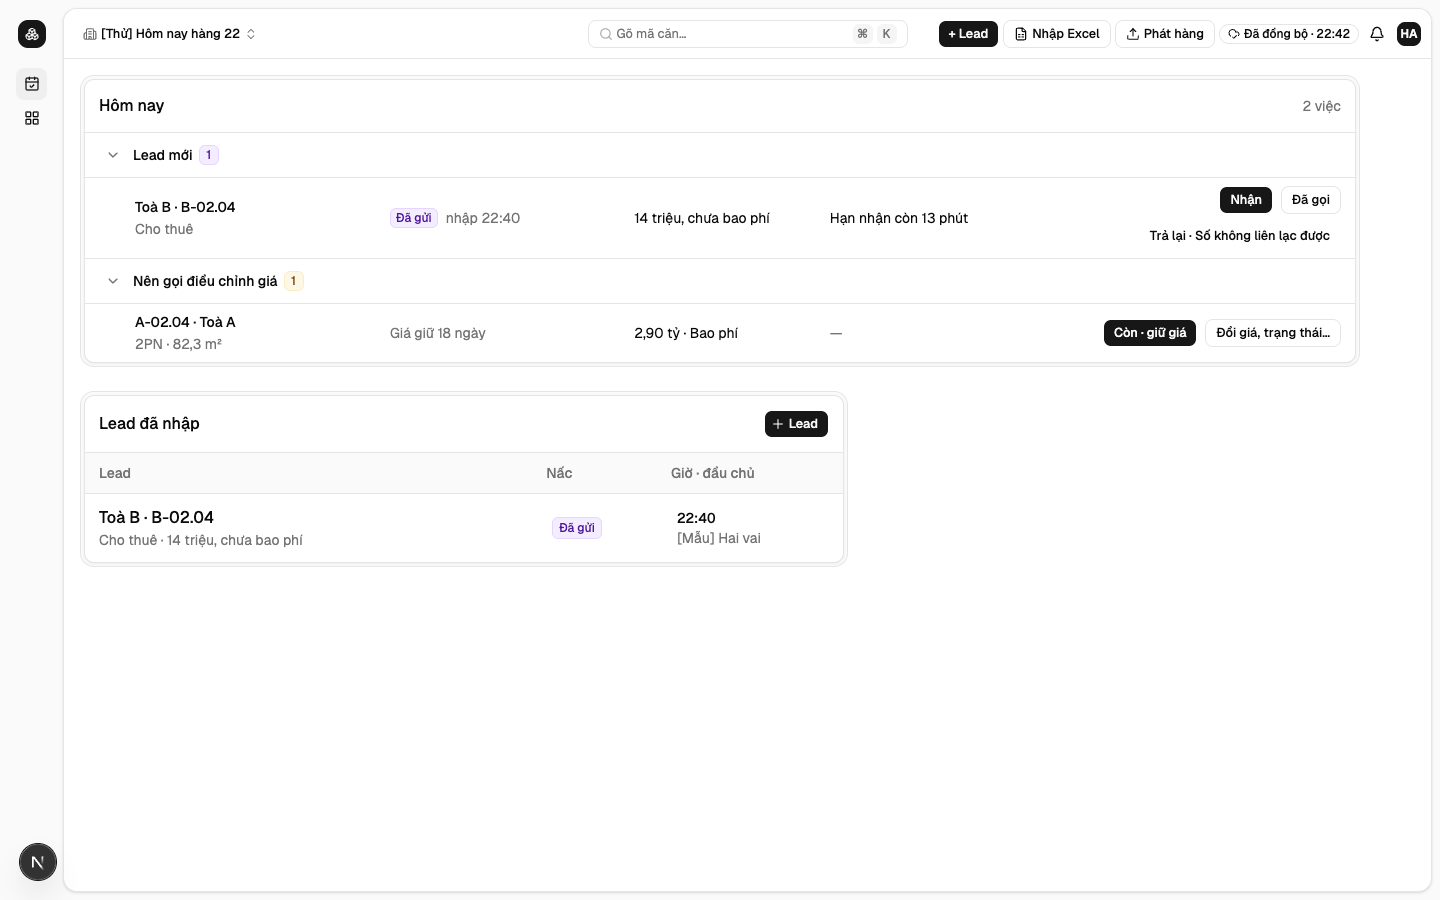 [Thử] Hôm nay hàng 22
Gõ mã căn...
⌘ K
+ Lead
Nhập Excel
Phát hàng
Đã đồng bộ · 22:42
HA
Hôm nay
2 việc
Lead mới 1
Toà B · B-02.04
Cho thuê
Đã gửi nhập 22:40
14 triệu, chưa bao phí
Hạn nhận còn 13 phút
Nhận
Đã gọi
Trả lại · Số không liên lạc được
Nên gọi điều chỉnh giá 1
A-02.04 · Toà A
2PN · 82,3 m²
Giá giữ 18 ngày
2,90 tỷ · Bao phí
—
Còn · giữ giá
Đổi giá, trạng thái...
Lead đã nhập
+ Lead
Lead
Nấc
Giờ · đầu chủ
Toà B · B-02.04
Cho thuê · 14 triệu, chưa bao phí
Đã gửi
22:40
[Mẫu] Hai vai
N